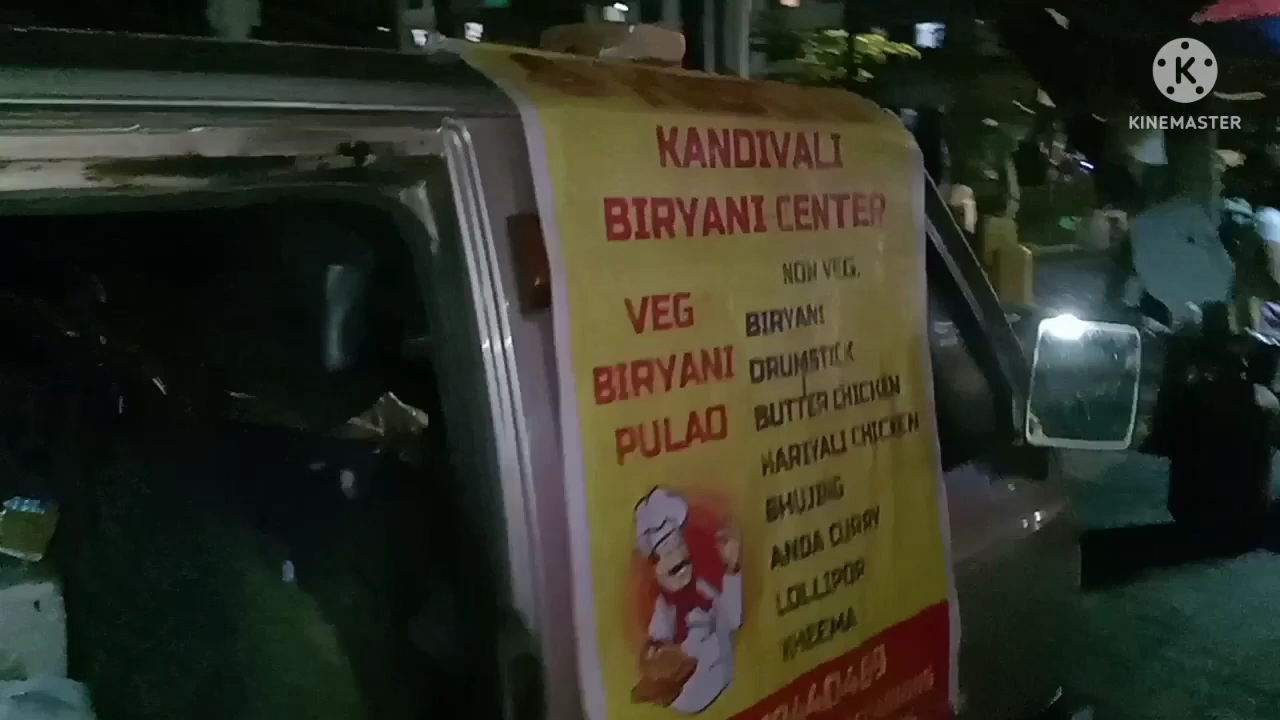 KANDIVALI
BIRYANI CENTER
VEG
BIRYANI
PULAO
NON VEG.
BIRYANI
DRUMSTICK
BUTTER CHICKEN
HARIYALI CHICKEN
BHUJING
ANDA CURRY
LOLLIPOP
KHEEMA
K
KINEMASTER